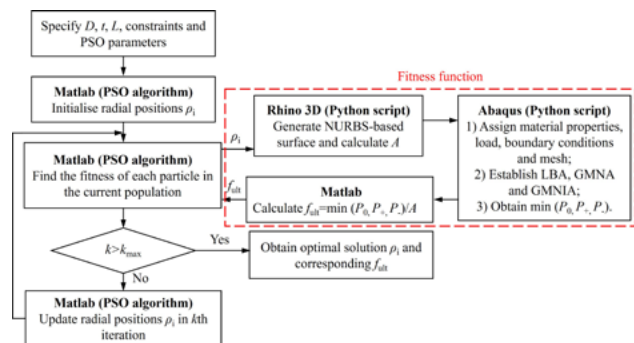 Specify D, t, L, constraints and
PSO parameters
Matlab (PSO algorithm)
Initialise radial positions ρi
Fitness function
Rhino 3D (Python script)
Generate NURBS-based
surface and calculate A
Abaqus (Python script)
1) Assign material properties,
load, boundary conditions
and mesh;
2) Establish LBA, GMNA
and GMNIA;
3) Obtain min (P0, P+, P-).
ρi
Matlab (PSO algorithm)
Find the fitness of each particle in
the current population
fult
Matlab
Calculate fult=min (P0, P+, P-)/A
k>kmax
Yes
Obtain optimal solution ρi and
corresponding fult
No
Matlab (PSO algorithm)
Update radial positions ρi in kth
iteration